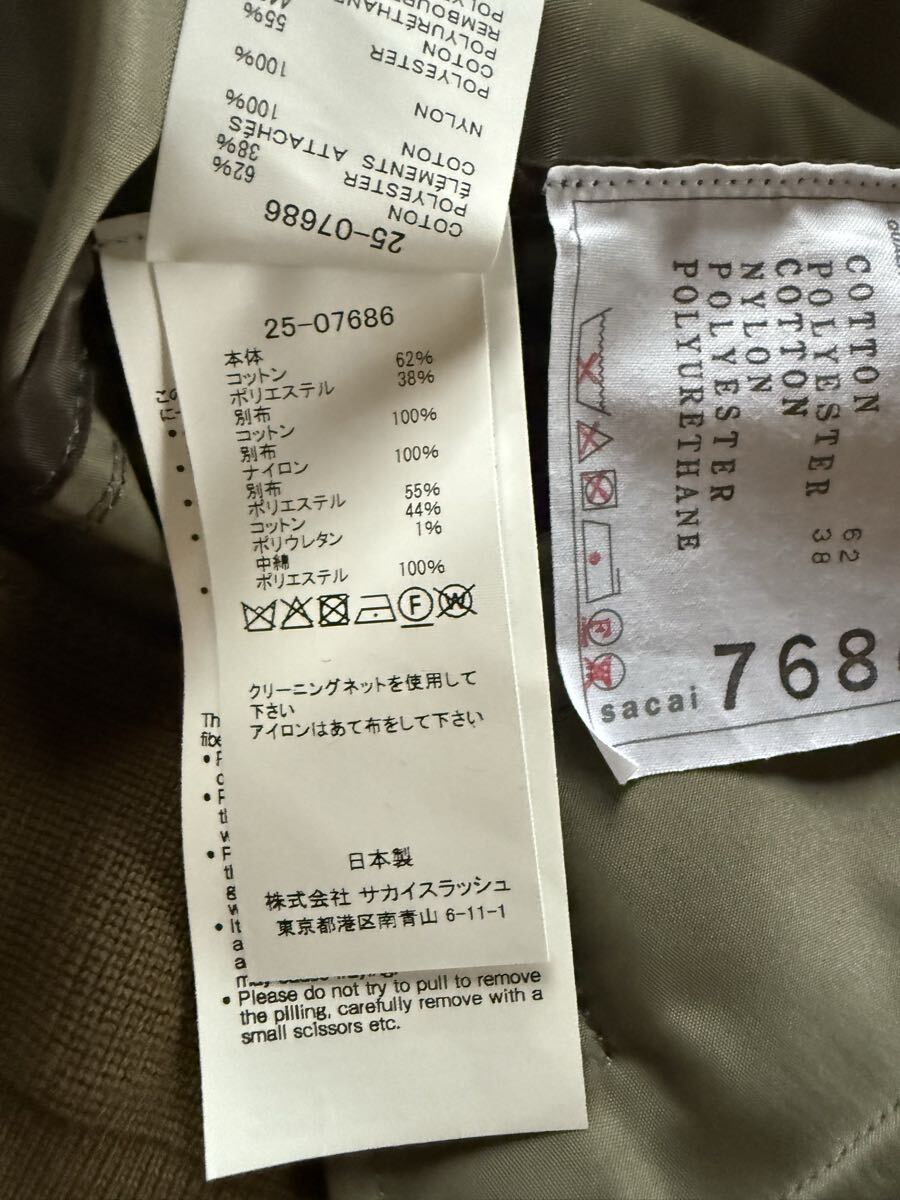 POLYURÉTHANE
COTON
POLYESTER
55%
NYLON
100%
COTON
100%
ÉLÉMENTS ATTACHÉS
POLYESTER
38%
COTON
62%
25-07686
25-07686
本体
コットン 62%
ポリエステル 38%
別布
コットン 100%
別布
ナイロン 100%
別布
ポリエステル 55%
コットン 44%
ポリウレタン 1%
中綿
ポリエステル 100%
F
W
クリーニングネットを使用して
下さい
アイロンはあて布をして下さい
日本製
株式会社 サカイスラッシュ
東京都港区南青山 6-11-1
• Please do not try to pull to remove
the pilling, carefully remove with a
small scissors etc.
COTTON 62
POLYESTER 38
COTTON
NYLON
POLYESTER
POLYURETHANE
sacai 768